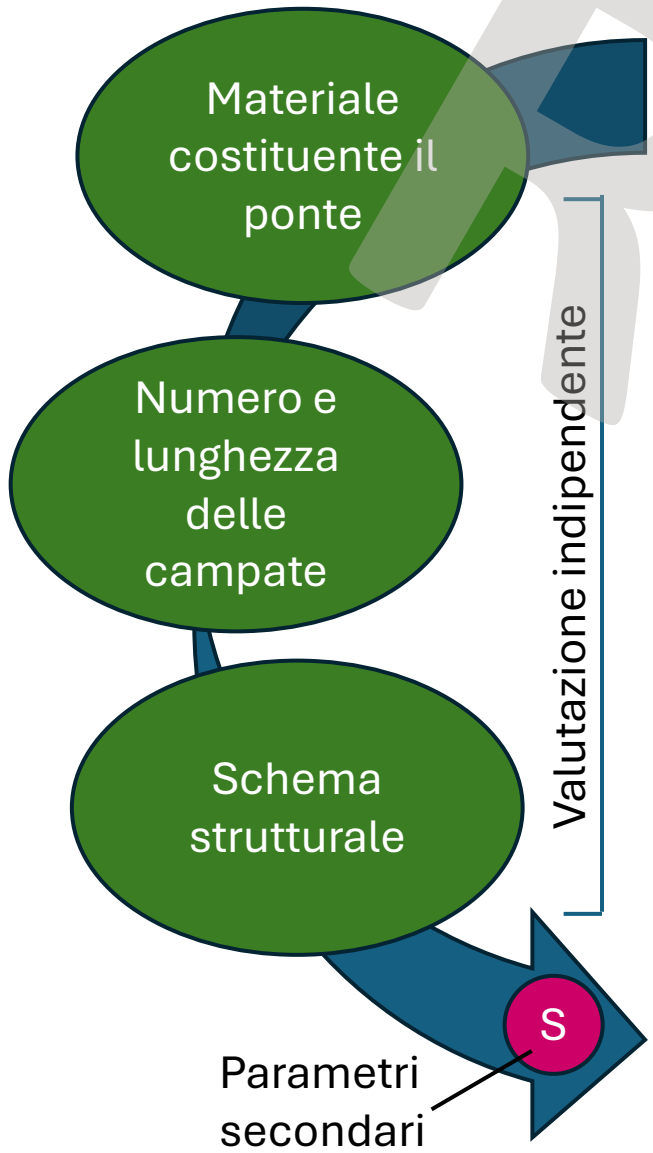 Materiale
costituente il
ponte
Numero e
lunghezza
delle
campate
Valutazione indipendente
Schema
strutturale
S
Parametri
secondari